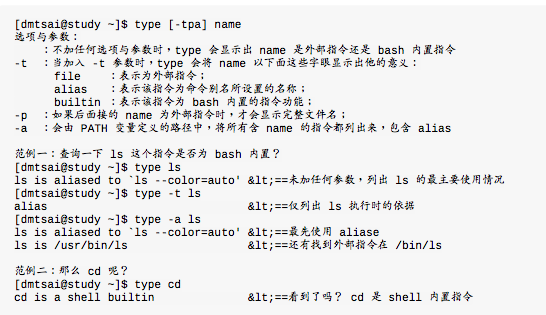 [dmtsai@study ~]$ type [-tpa] name
选项与参数：
    ：不加任何选项与参数时，type 会显示出 name 是外部指令还是 bash 内置指令
-t  ：当加入 -t 参数时，type 会将 name 以下面这些字眼显示出他的意义：
      file    ：表示为外部指令；
      alias   ：表示该指令为命令别名所设置的名称；
      builtin ：表示该指令为 bash 内置的指令功能；
-p  ：如果后面接的 name 为外部指令时，才会显示完整文件名；
-a  ：会由 PATH 变量定义的路径中，将所有含 name 的指令都列出来，包含 alias
范例一：查询一下 ls 这个指令是否为 bash 内置？
[dmtsai@study ~]$ type ls
ls is aliased to `ls --color=auto' &lt;==未加任何参数，列出 ls 的最主要使用情况
[dmtsai@study ~]$ type -t ls
alias                              &lt;==仅列出 ls 执行时的依据
[dmtsai@study ~]$ type -a ls
ls is aliased to `ls --color=auto' &lt;==最先使用 aliase
ls is /usr/bin/ls                  &lt;==还有找到外部指令在 /bin/ls
范例二：那么 cd 呢？
[dmtsai@study ~]$ type cd
cd is a shell builtin              &lt;==看到了吗？ cd 是 shell 内置指令